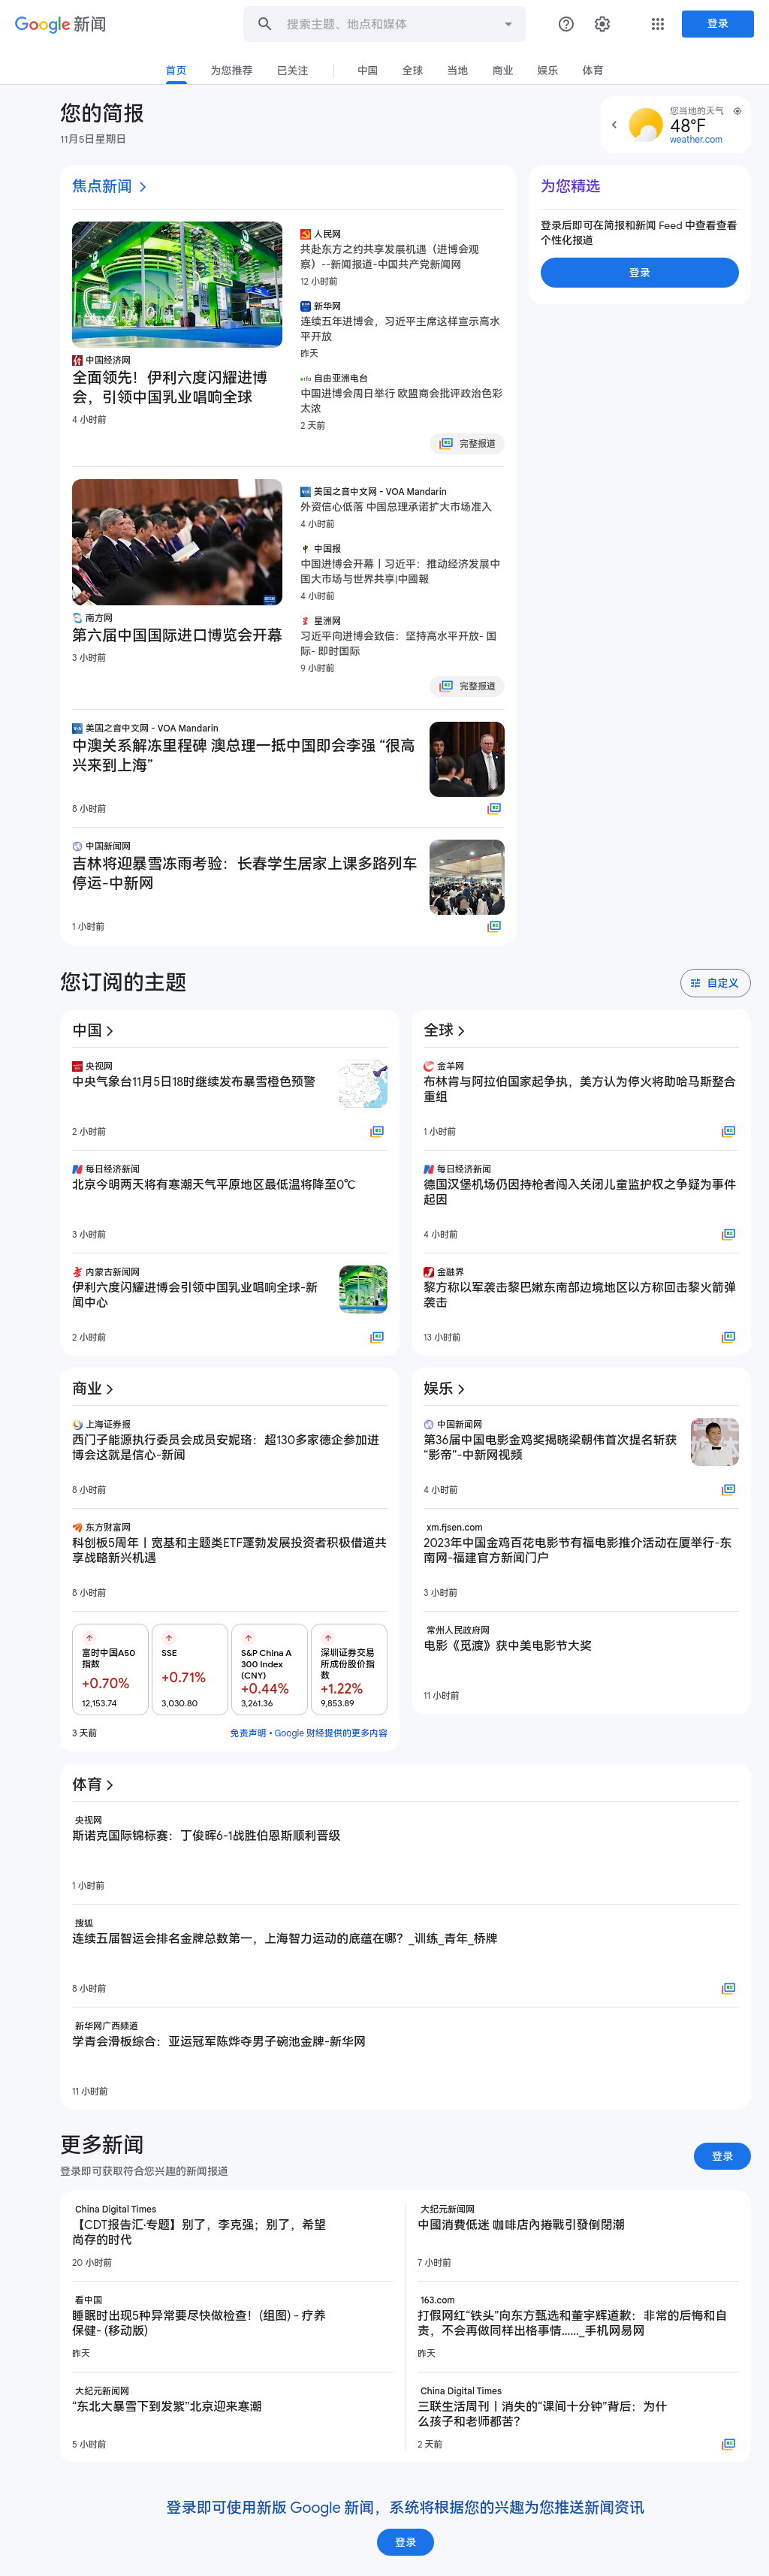 Google 新闻
搜索主题、地点和媒体
登录
首页
为您推荐
已关注
中国
全球
当地
商业
娱乐
体育
您的简报
11月5日星期日
您当地的天气
48°F
weather.com
焦点新闻
中国经济网
全面领先！伊利六度闪耀进博
会，引领中国乳业唱响全球
4 小时前
人民网
共赴东方之约共享发展机遇（进博会观
察）--新闻报道-中国共产党新闻网
12 小时前
新华网
连续五年进博会，习近平主席这样宣示高水
平开放
昨天
自由亚洲电台
中国进博会周日举行 欧盟商会批评政治色彩
太浓
2 天前
完整报道
为您精选
登录后即可在简报和新闻 Feed 中查看查看
个性化报道
登录
南方网
第六届中国国际进口博览会开幕
3 小时前
美国之音中文网 - VOA Mandarin
外资信心低落 中国总理承诺扩大市场准入
4 小时前
中国报
中国进博会开幕丨习近平：推动经济发展中
国大市场与世界共享|中國報
4 小时前
星洲网
习近平向进博会致信：坚持高水平开放- 国
际- 即时国际
9 小时前
完整报道
美国之音中文网 - VOA Mandarin
中澳关系解冻里程碑 澳总理一抵中国即会李强 “很高
兴来到上海”
8 小时前
中国新闻网
吉林将迎暴雪冻雨考验：长春学生居家上课多路列车
停运-中新网
1 小时前
您订阅的主题
自定义
中国
央视网
中央气象台11月5日18时继续发布暴雪橙色预警
2 小时前
每日经济新闻
北京今明两天将有寒潮天气平原地区最低温将降至0℃
3 小时前
内蒙古新闻网
伊利六度闪耀进博会引领中国乳业唱响全球-新
闻中心
2 小时前
全球
金羊网
布林肯与阿拉伯国家起争执，美方认为停火将助哈马斯整合
重组
1 小时前
每日经济新闻
德国汉堡机场仍因持枪者闯入关闭儿童监护权之争疑为事件
起因
4 小时前
金融界
黎方称以军袭击黎巴嫩东南部边境地区以方称回击黎火箭弹
袭击
13 小时前
商业
上海证券报
西门子能源执行委员会成员安妮珞：超130多家德企参加进
博会这就是信心-新闻
8 小时前
东方财富网
科创板5周年丨宽基和主题类ETF蓬勃发展投资者积极借道共
享战略新兴机遇
8 小时前
富时中国A50
指数
+0.70%
12,153.74
SSE
+0.71%
3,030.80
S&P China A
300 Index
(CNY)
+0.44%
3,261.36
深圳证券交易
所成份股价指
数
+1.22%
9,853.89
3 天前
免责声明 • Google 财经提供的更多内容
娱乐
中国新闻网
第36届中国电影金鸡奖揭晓梁朝伟首次提名斩获
“影帝”-中新网视频
4 小时前
xm.fjsen.com
2023年中国金鸡百花电影节有福电影推介活动在厦举行-东
南网-福建官方新闻门户
3 小时前
常州人民政府网
电影《觅渡》获中美电影节大奖
11 小时前
体育
央视网
斯诺克国际锦标赛：丁俊晖6-1战胜伯恩斯顺利晋级
1 小时前
搜狐
连续五届智运会排名金牌总数第一，上海智力运动的底蕴在哪？_训练_青年_桥牌
8 小时前
新华网广西频道
学青会滑板综合：亚运冠军陈烨夺男子碗池金牌-新华网
11 小时前
更多新闻
登录即可获取符合您兴趣的新闻报道
登录
China Digital Times
【CDT报告汇·专题】别了，李克强；别了，希望
尚存的时代
20 小时前
看中国
睡眠时出现5种异常要尽快做检查！(组图) - 疗养
保健- (移动版)
昨天
大纪元新闻网
“东北大暴雪下到发紫”北京迎来寒潮
5 小时前
大纪元新闻网
中國消費低迷 咖啡店內捲戰引發倒閉潮
7 小时前
163.com
打假网红“铁头”向东方甄选和董宇辉道歉：非常的后悔和自
责，不会再做同样出格事情……_手机网易网
昨天
China Digital Times
三联生活周刊丨消失的“课间十分钟”背后：为什
么孩子和老师都苦？
2 天前
登录即可使用新版 Google 新闻，系统将根据您的兴趣为您推送新闻资讯
登录